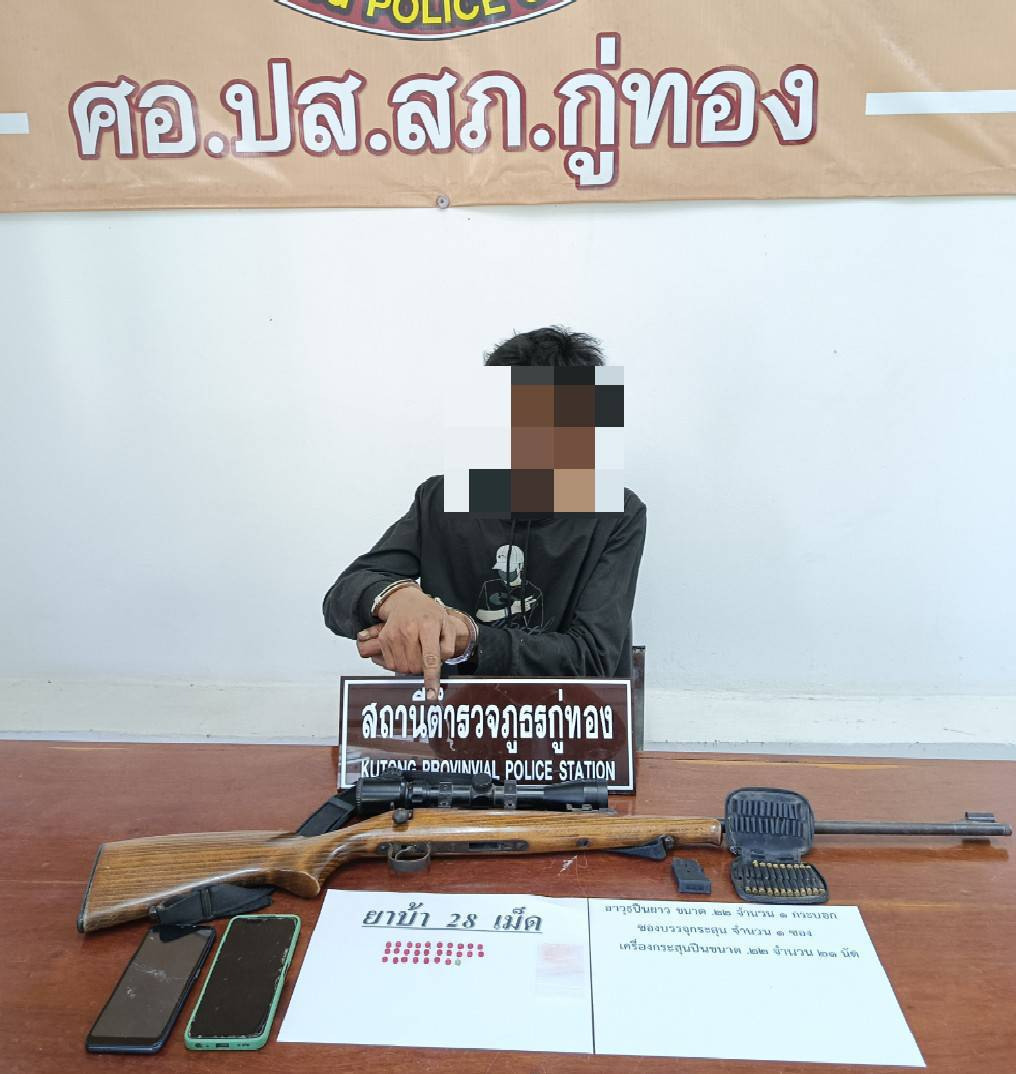 POLICE
ศอ.ปส.สภ.กู่ทอง
สถานีตำรวจภูธรกู่ทอง
KUTONG PROVINVIAL POLICE STATION
ยาบ้า 28 เม็ด
อาวุธปืนยาว ขนาด .๒๒ จำนวน ๑ กระบอก
ซองบรรจุกระสุน จำนวน ๑ ซอง
เครื่องกระสุนปืนขนาด .๒๒ จำนวน ๒๑ นัด